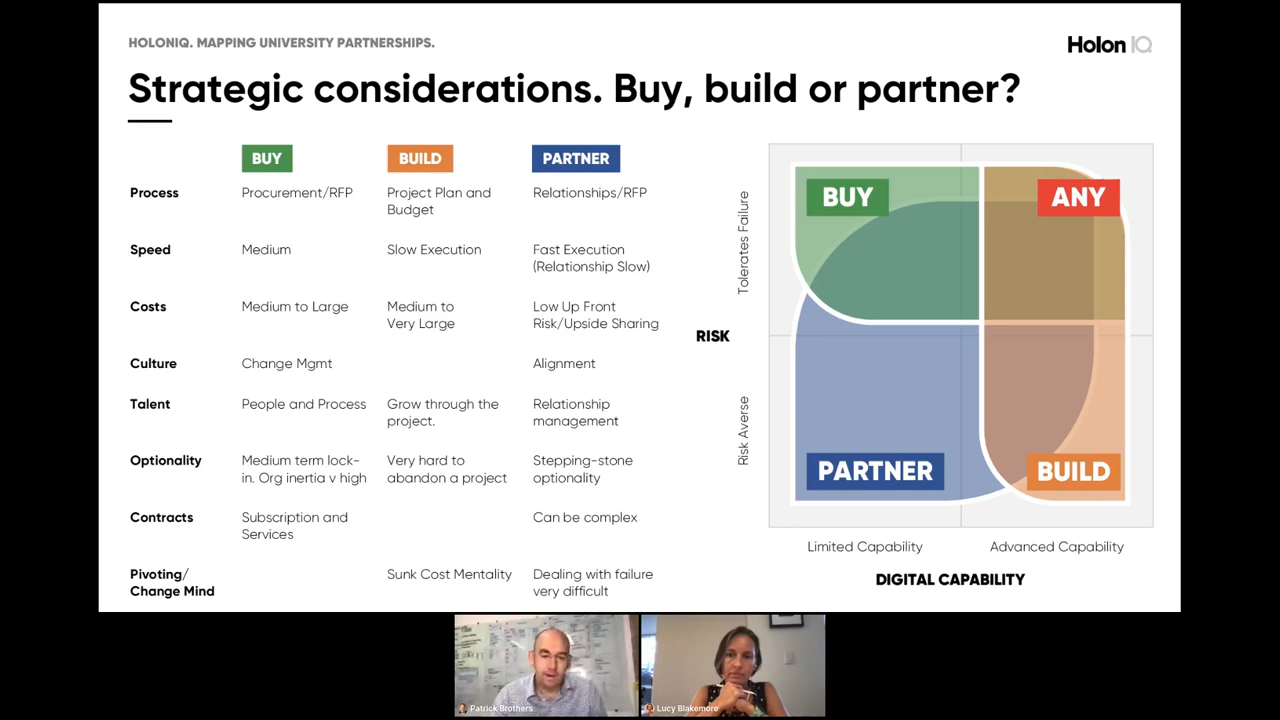 HOLONIQ. MAPPING UNIVERSITY PARTNERSHIPS.
Holon IQ
Strategic considerations. Buy, build or partner?
BUY
BUILD
PARTNER
Process
Procurement/RFP
Project Plan and
Budget
Relationships/RFP
Speed
Medium
Slow Execution
Fast Execution
(Relationship Slow)
Costs
Medium to Large
Medium to
Very Large
Low Up Front
Risk/Upside Sharing
Culture
Change Mgmt
Alignment
Talent
People and Process
Grow through the
project.
Relationship
management
Optionality
Medium term lock-
in. Org inertia v high
Very hard to
abandon a project
Stepping-stone
optionality
Contracts
Subscription and
Services
Can be complex
Pivoting/
Change Mind
Sunk Cost Mentality
Dealing with failure
very difficult
RISK
Tolerates Failure
Risk Averse
BUY
ANY
PARTNER
BUILD
Limited Capability
Advanced Capability
DIGITAL CAPABILITY
Patrick Brothers
Lucy Blakemore